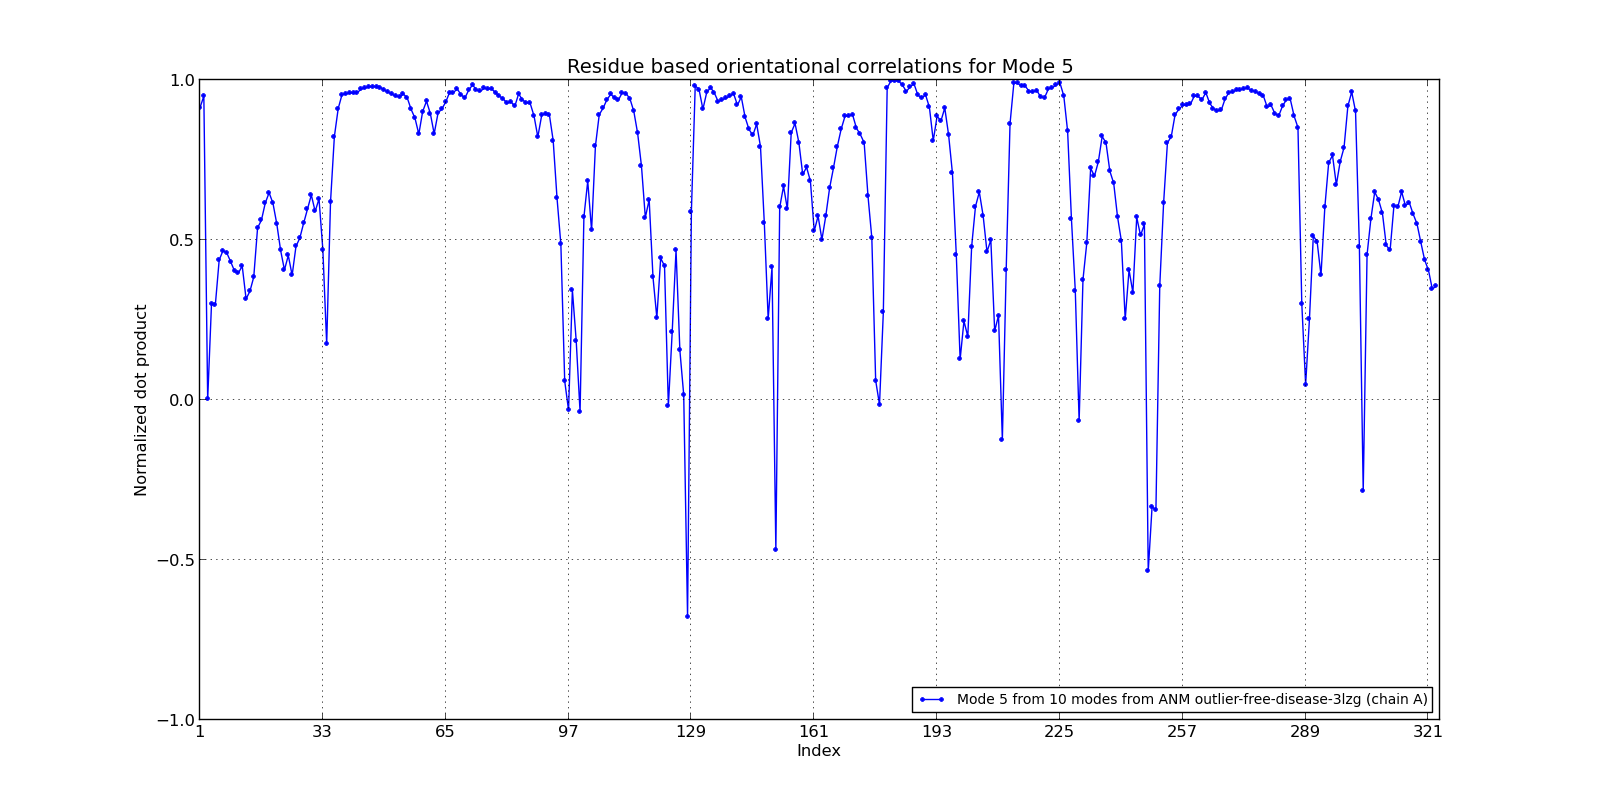 Residue based orientational correlations for Mode 5
Normalized dot product
1.0
0.5
0.0
−0.5
−1.0
Mode 5 from 10 modes from ANM outlier-free-disease-3lzg (chain A)
1 33 65 97 129 161 193 225 257 289 321
Index